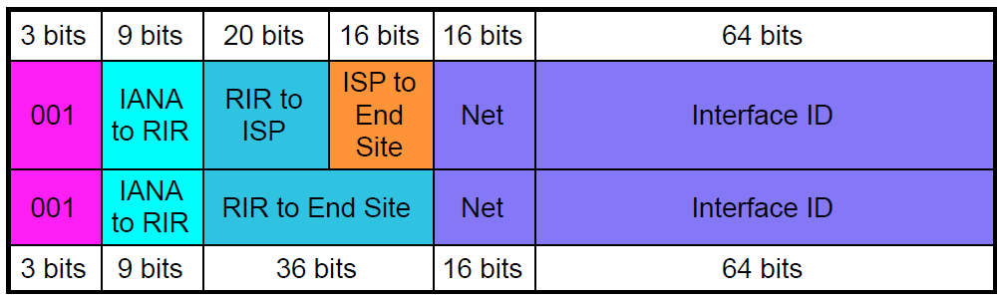 3 bits 9 bits 20 bits 16 bits 16 bits 64 bits
001
IANA
to RIR
RIR to
ISP
ISP to
End
Site
Net
Interface ID
001
IANA
to RIR
RIR to End Site
Net
Interface ID
3 bits 9 bits 36 bits 16 bits 64 bits